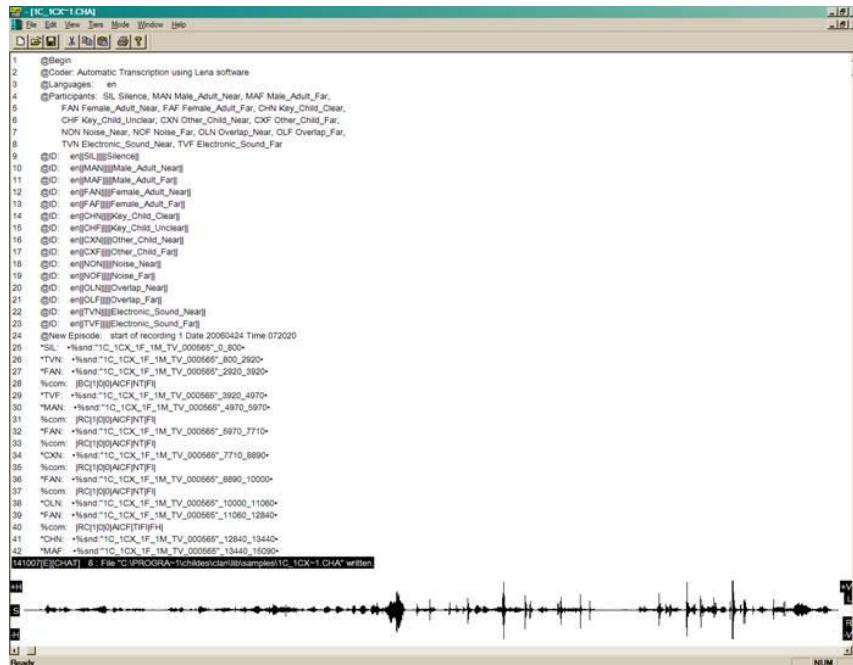 - [1C_1CX~1.CHA]
File Edit View Tiers Mode Window Help
1 @Begin
2 @Coder: Automatic Transcription using Lena software
3 @Languages: en
4 @Participants: SIL Silence, MAN Male_Adult_Near, MAF Male_Adult_Far,
5 FAN Female_Adult_Near, FAF Female_Adult_Far, CHN Key_Child_Clear,
6 CHF Key_Child_Unclear, CXN Other_Child_Near, CXF Other_Child_Far,
7 NON Noise_Near, NOF Noise_Far, OLN Overlap_Near, OLF Overlap_Far,
8 TVN Electronic_Sound_Near, TVF Electronic_Sound_Far
9 @ID: en||SIL|||||Silence||
10 @ID: en||MAN|||||Male_Adult_Near||
11 @ID: en||MAF|||||Male_Adult_Far||
12 @ID: en||FAN|||||Female_Adult_Near||
13 @ID: en||FAF|||||Female_Adult_Far||
14 @ID: en||CHN|||||Key_Child_Clear||
15 @ID: en||CHF|||||Key_Child_Unclear||
16 @ID: en||CXN|||||Other_Child_Near||
17 @ID: en||CXF|||||Other_Child_Far||
18 @ID: en||NON|||||Noise_Near||
19 @ID: en||NOF|||||Noise_Far||
20 @ID: en||OLN|||||Overlap_Near||
21 @ID: en||OLF|||||Overlap_Far||
22 @ID: en||TVN|||||Electronic_Sound_Near||
23 @ID: en||TVF|||||Electronic_Sound_Far||
24 @New Episode: start of recording 1 Date 20060424 Time 072020
25 *SIL: •%snd:"1C_1CX_1F_1M_TV_000565"_0_800•
26 *TVN: •%snd:"1C_1CX_1F_1M_TV_000565"_800_2920•
27 *FAN: •%snd:"1C_1CX_1F_1M_TV_000565"_2920_3920•
28 %com: |BC|1|0|0|AICF|NT|FI|
29 *TVF: •%snd:"1C_1CX_1F_1M_TV_000565"_3920_4970•
30 *MAN: •%snd:"1C_1CX_1F_1M_TV_000565"_4970_5970•
31 %com: |RC|1|0|0|AICF|NT|FI|
32 *FAN: •%snd:"1C_1CX_1F_1M_TV_000565"_5970_7710•
33 %com: |RC|1|0|0|AICF|NT|FI|
34 *CXN: •%snd:"1C_1CX_1F_1M_TV_000565"_7710_8890•
35 %com: |RC|1|0|0|AICF|NT|FI|
36 *FAN: •%snd:"1C_1CX_1F_1M_TV_000565"_8890_10000•
37 %com: |RC|1|0|0|AICF|NT|FI|
38 *OLN: •%snd:"1C_1CX_1F_1M_TV_000565"_10000_11060•
39 *FAN: •%snd:"1C_1CX_1F_1M_TV_000565"_11060_12840•
40 %com: |RC|1|0|0|AICF|TIFI|FH|
41 *CHN: •%snd:"1C_1CX_1F_1M_TV_000565"_12840_13440•
42 *MAF: •%snd:"1C_1CX_1F_1M_TV_000565"_13440_15090•
141007[E][CHAT] 8 : File "C:\PROGRA~1\childes\clan\lib\samples\1C_1CX~1.CHA" written.
+H +V
S L
-H R
-V
Ready NUM